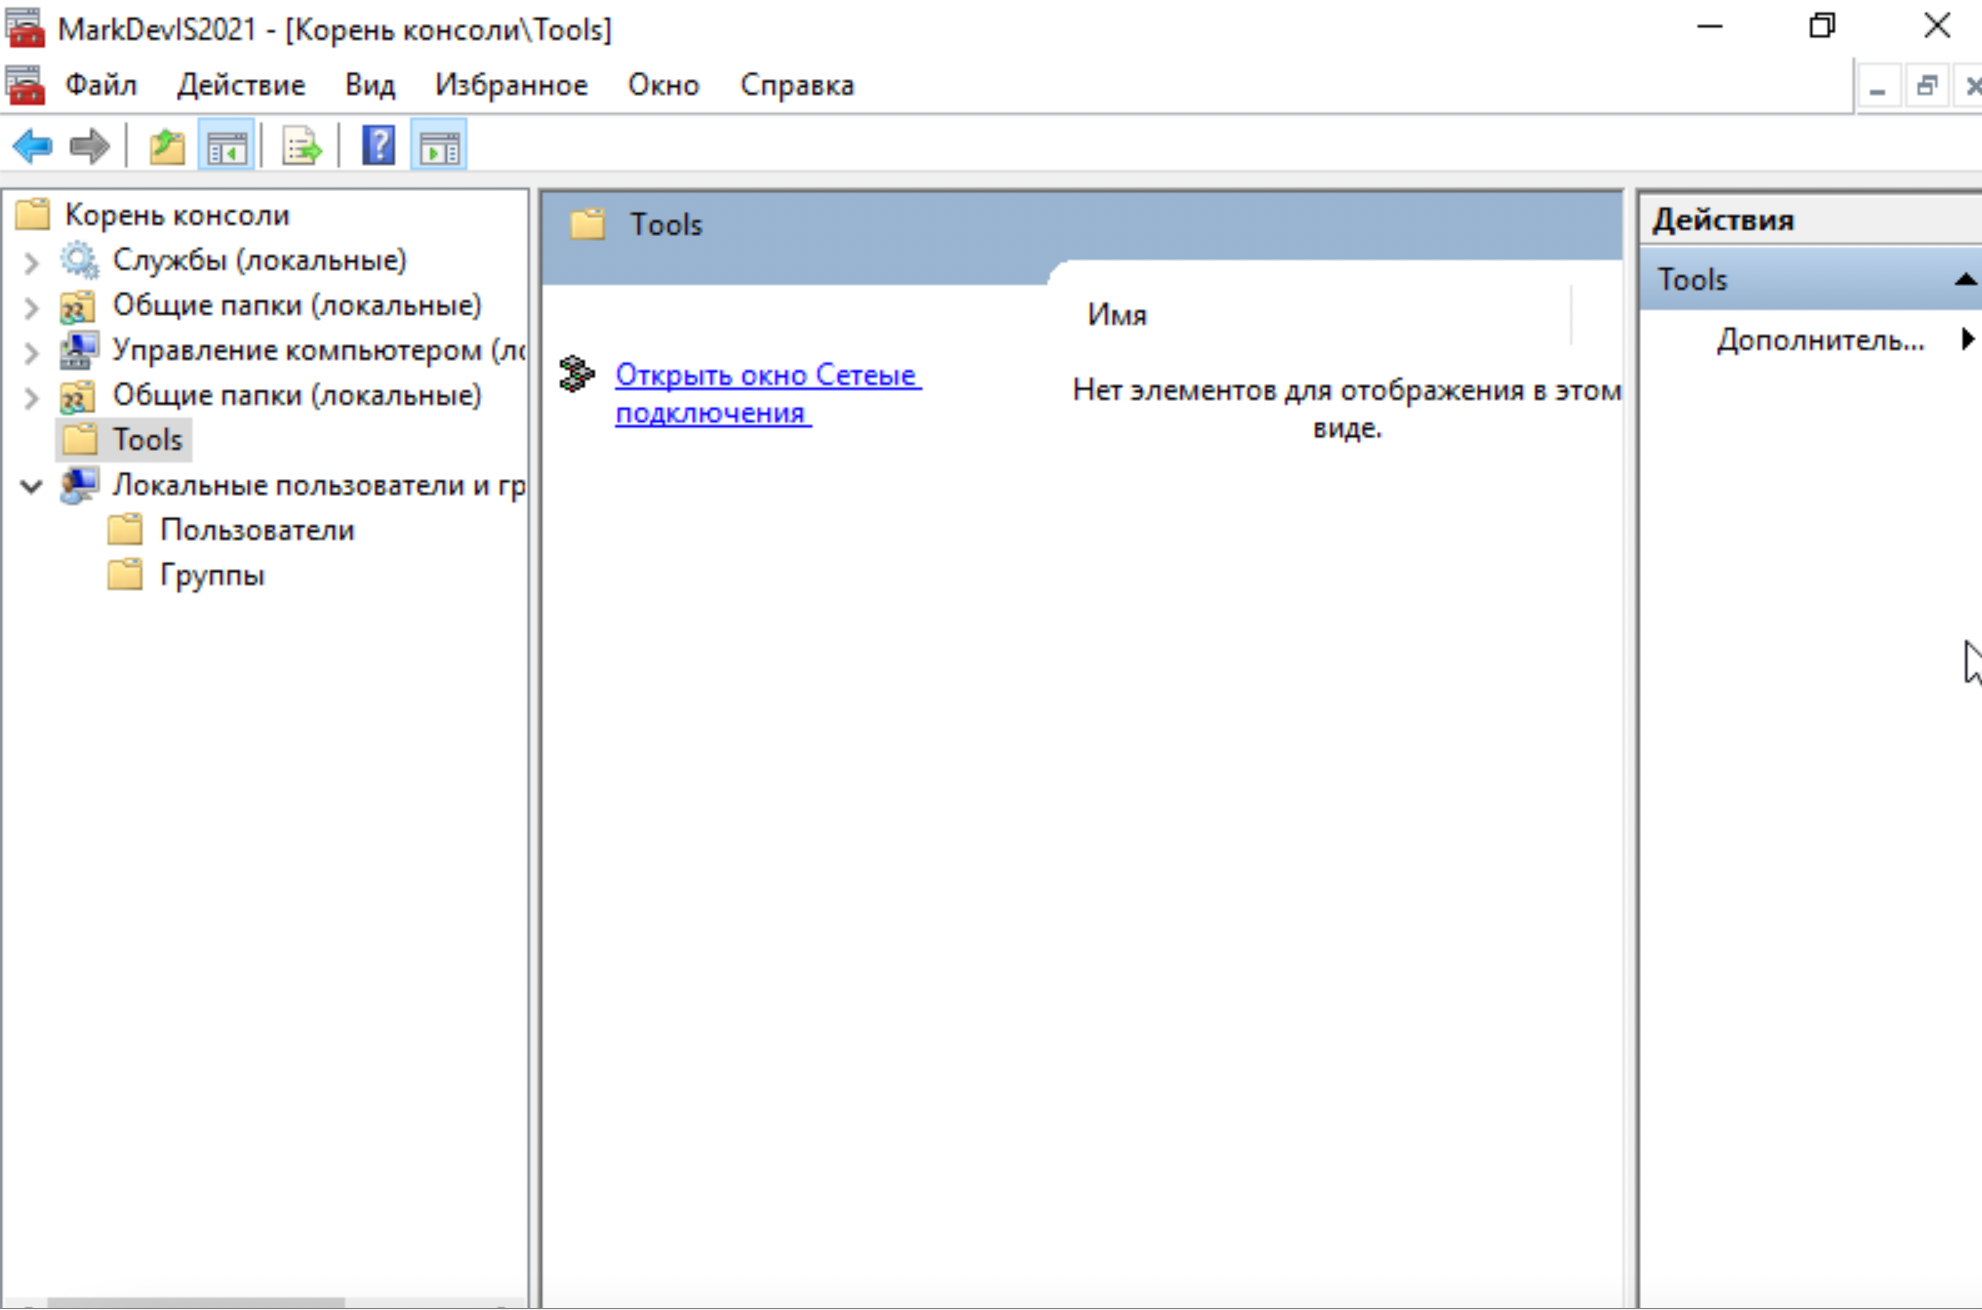 MarkDevIS2021 - [Корень консоли\Tools]
Файл Действие Вид Избранное Окно Справка
Корень консоли
Службы (локальные)
Общие папки (локальные)
Управление компьютером (ло
Общие папки (локальные)
Tools
Локальные пользователи и гр
Пользователи
Группы
Tools
Открыть окно Сетеые
подключения
Имя
Нет элементов для отображения в этом
виде.
Действия
Tools
Дополнитель...